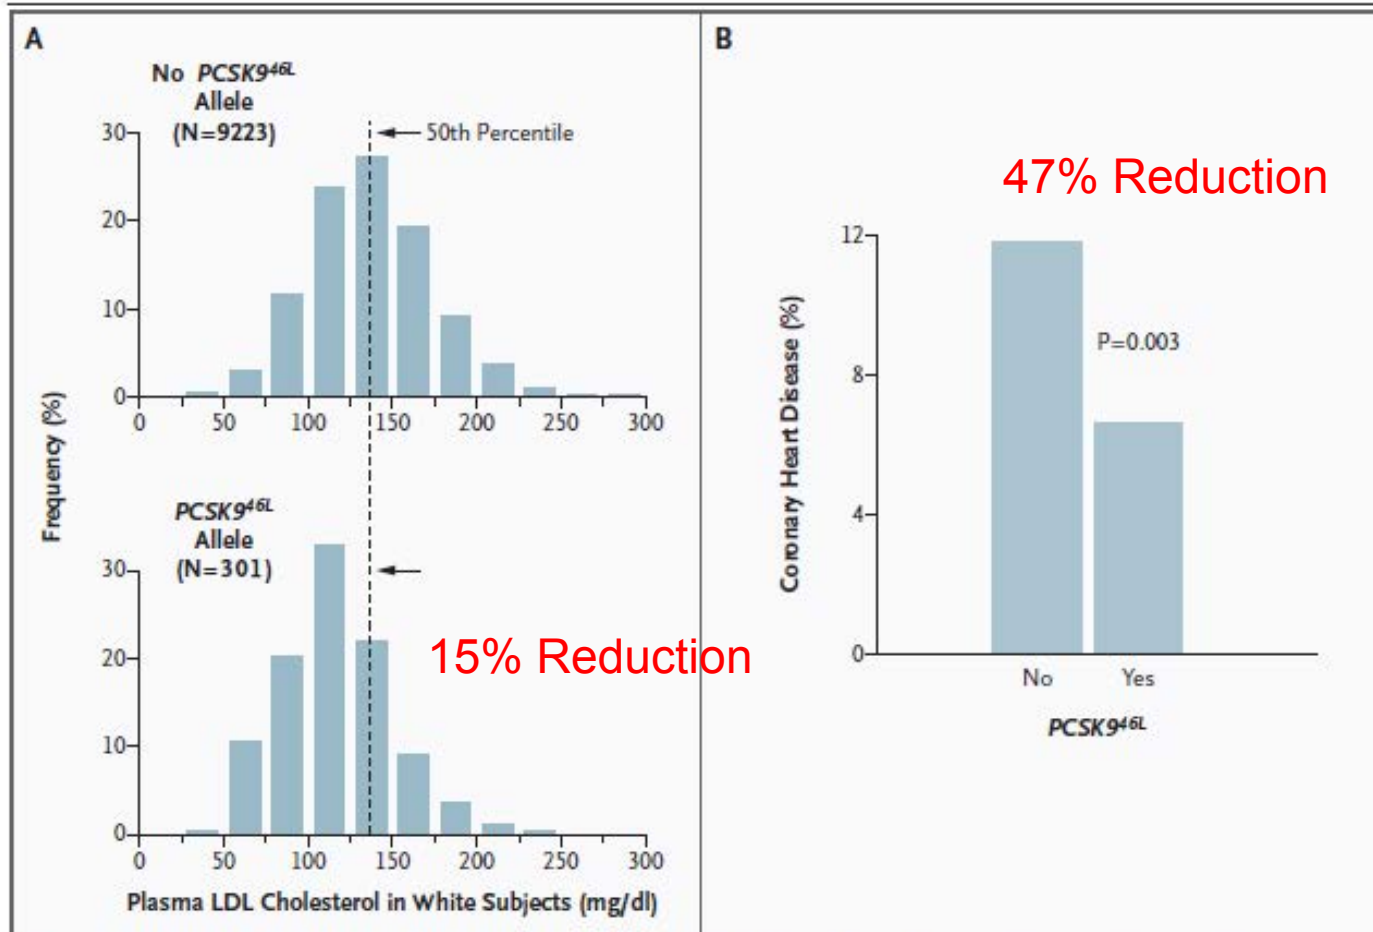 A
No PCSK9^46L
Allele
(N=9223)
50th Percentile
30
20
10
0
0 50 100 150 200 250 300
Frequency (%)
PCSK9^46L
Allele
(N=301)
30
20
10
0
15% Reduction
0 50 100 150 200 250 300
Plasma LDL Cholesterol in White Subjects (mg/dl)
B
47% Reduction
12
8
4
0
Coronary Heart Disease (%)
P=0.003
No Yes
PCSK9^46L